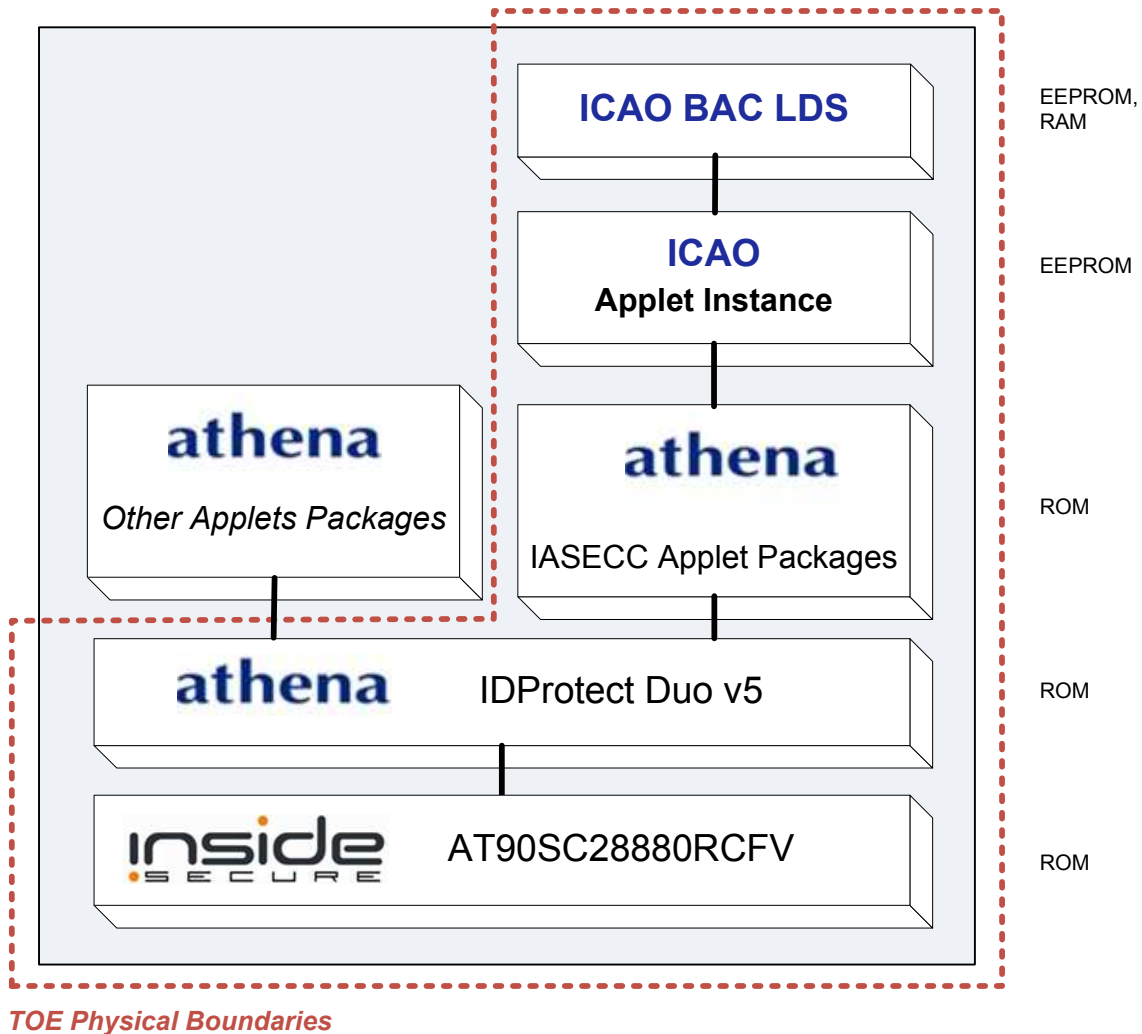 ICAO BAC LDS
EEPROM,
RAM
ICAO
Applet Instance
EEPROM
athena
Other Applets Packages
athena
IASECC Applet Packages
ROM
athena IDProtect Duo v5
ROM
inside
SECURE
AT90SC28880RCFV
ROM
TOE Physical Boundaries